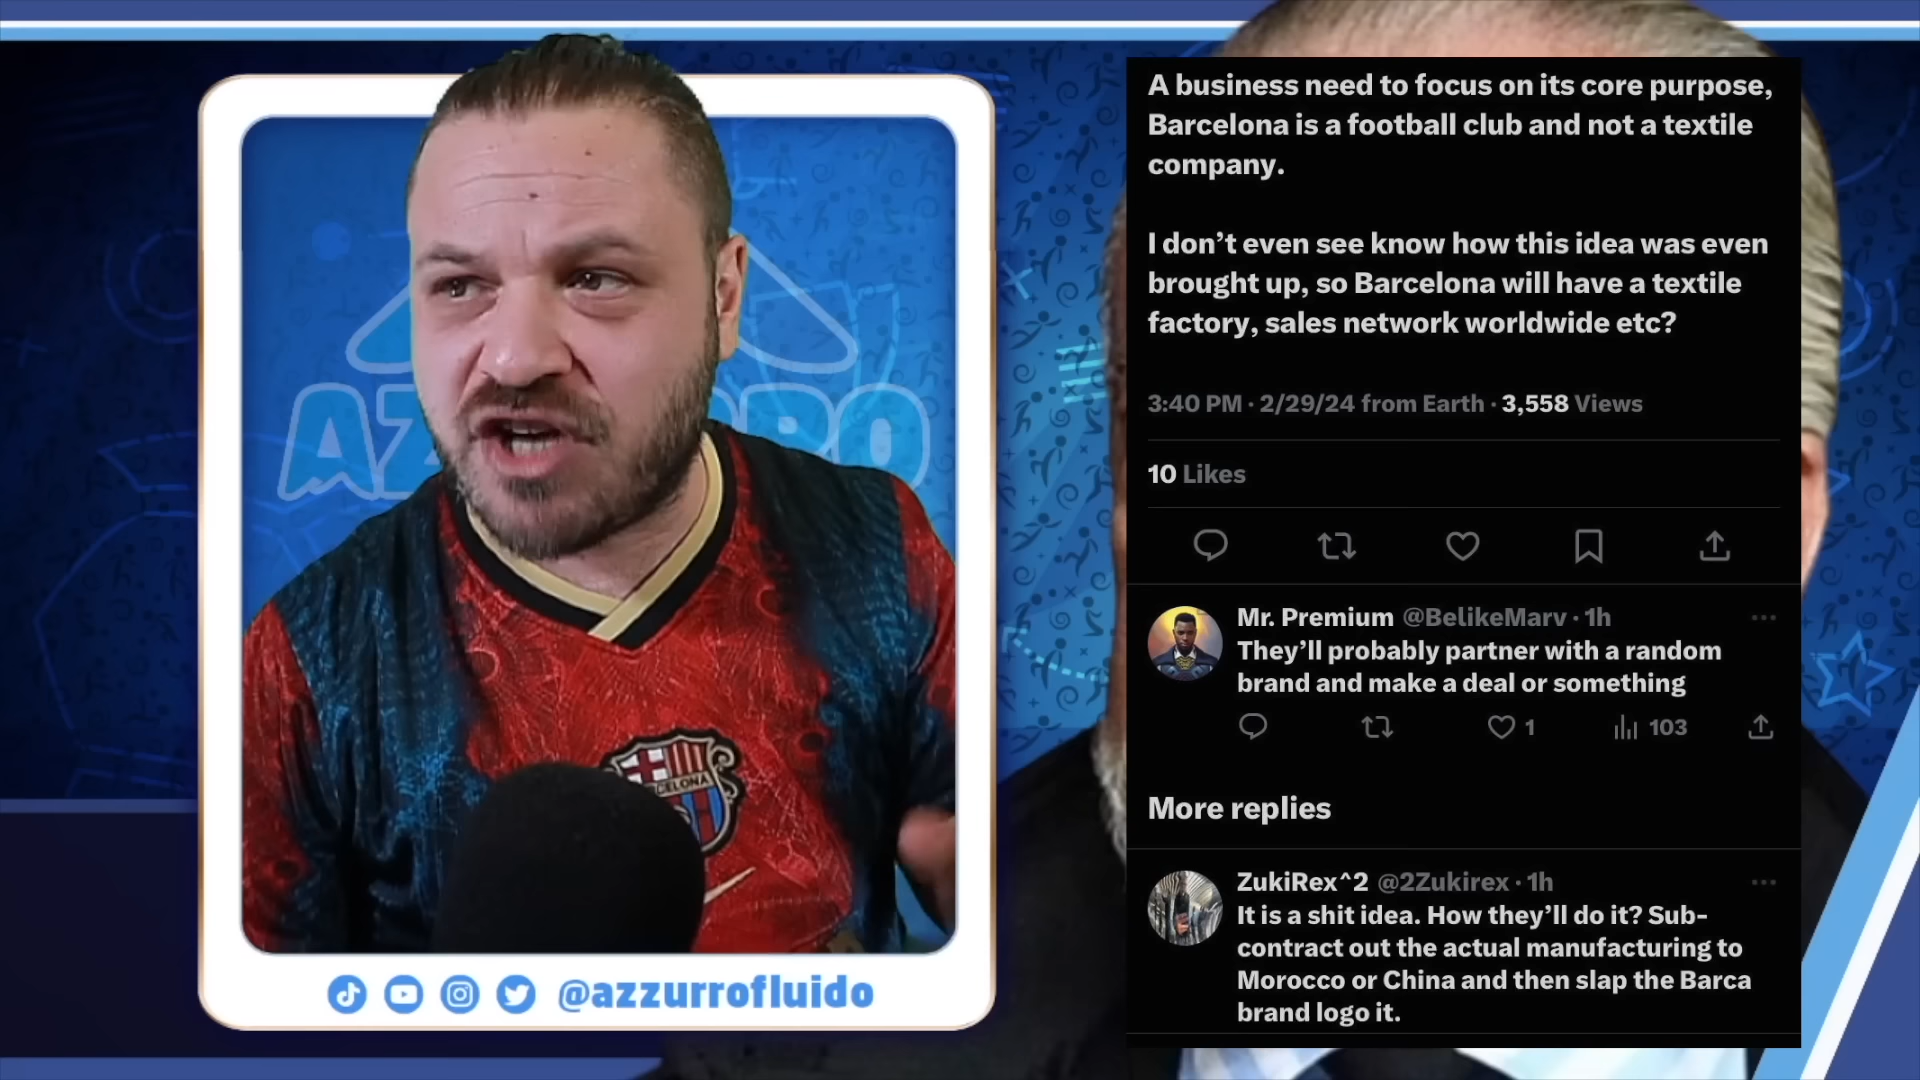 A business need to focus on its core purpose,
Barcelona is a football club and not a textile
company.
I don’t even see know how this idea was even
brought up, so Barcelona will have a textile
factory, sales network worldwide etc?
3:40 PM · 2/29/24 from Earth · 3,558 Views
10 Likes
Mr. Premium @BelikeMarv · 1h
They’ll probably partner with a random
brand and make a deal or something
1 103
More replies
ZukiRex^2 @2Zukirex · 1h
It is a shit idea. How they’ll do it? Sub-
contract out the actual manufacturing to
Morocco or China and then slap the Barca
brand logo it.
@azzurrofluido